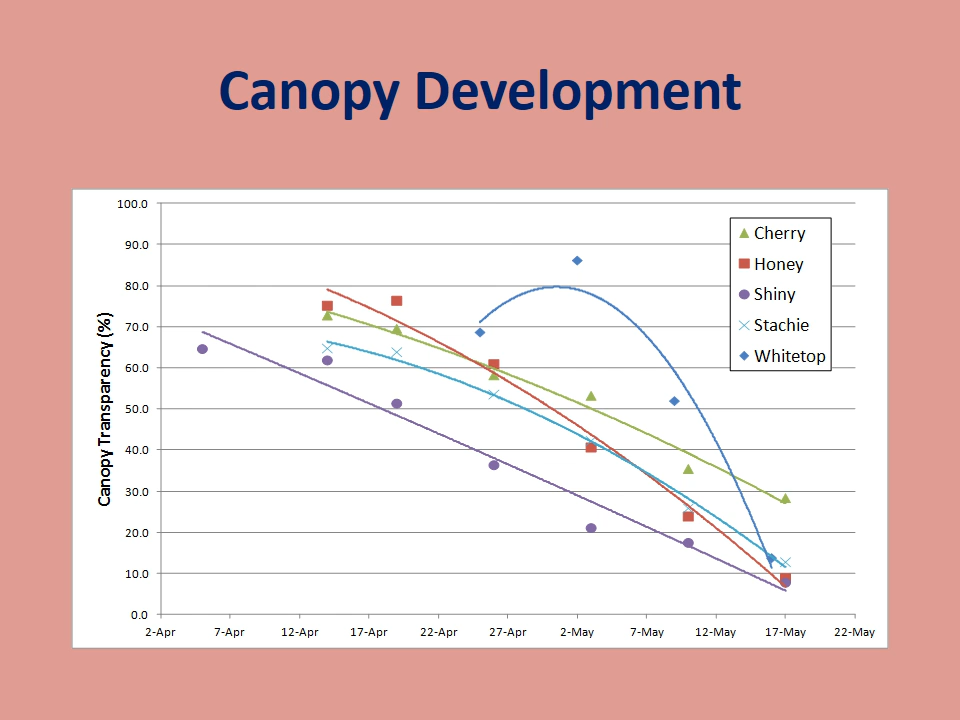 Canopy Development
100.0
90.0
80.0
70.0
60.0
50.0
40.0
30.0
20.0
10.0
0.0
Canopy Transparency (%)
Cherry
Honey
Shiny
Stachie
Whitetop
2-Apr 7-Apr 12-Apr 17-Apr 22-Apr 27-Apr 2-May 7-May 12-May 17-May 22-May